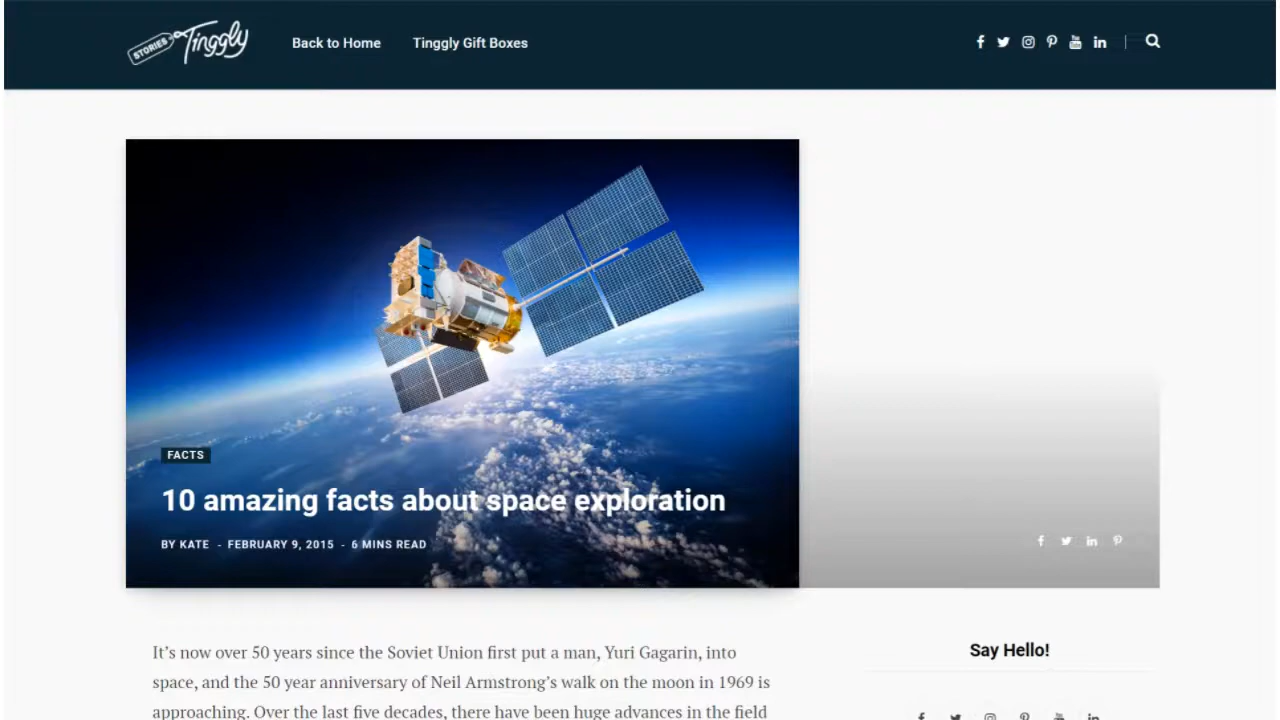 STORIES Tinggly
Back to Home
Tinggly Gift Boxes
FACTS
10 amazing facts about space exploration
BY KATE - FEBRUARY 9, 2015 - 6 MINS READ
It’s now over 50 years since the Soviet Union first put a man, Yuri Gagarin, into
space, and the 50 year anniversary of Neil Armstrong’s walk on the moon in 1969 is
approaching. Over the last five decades, there have been huge advances in the field
Say Hello!